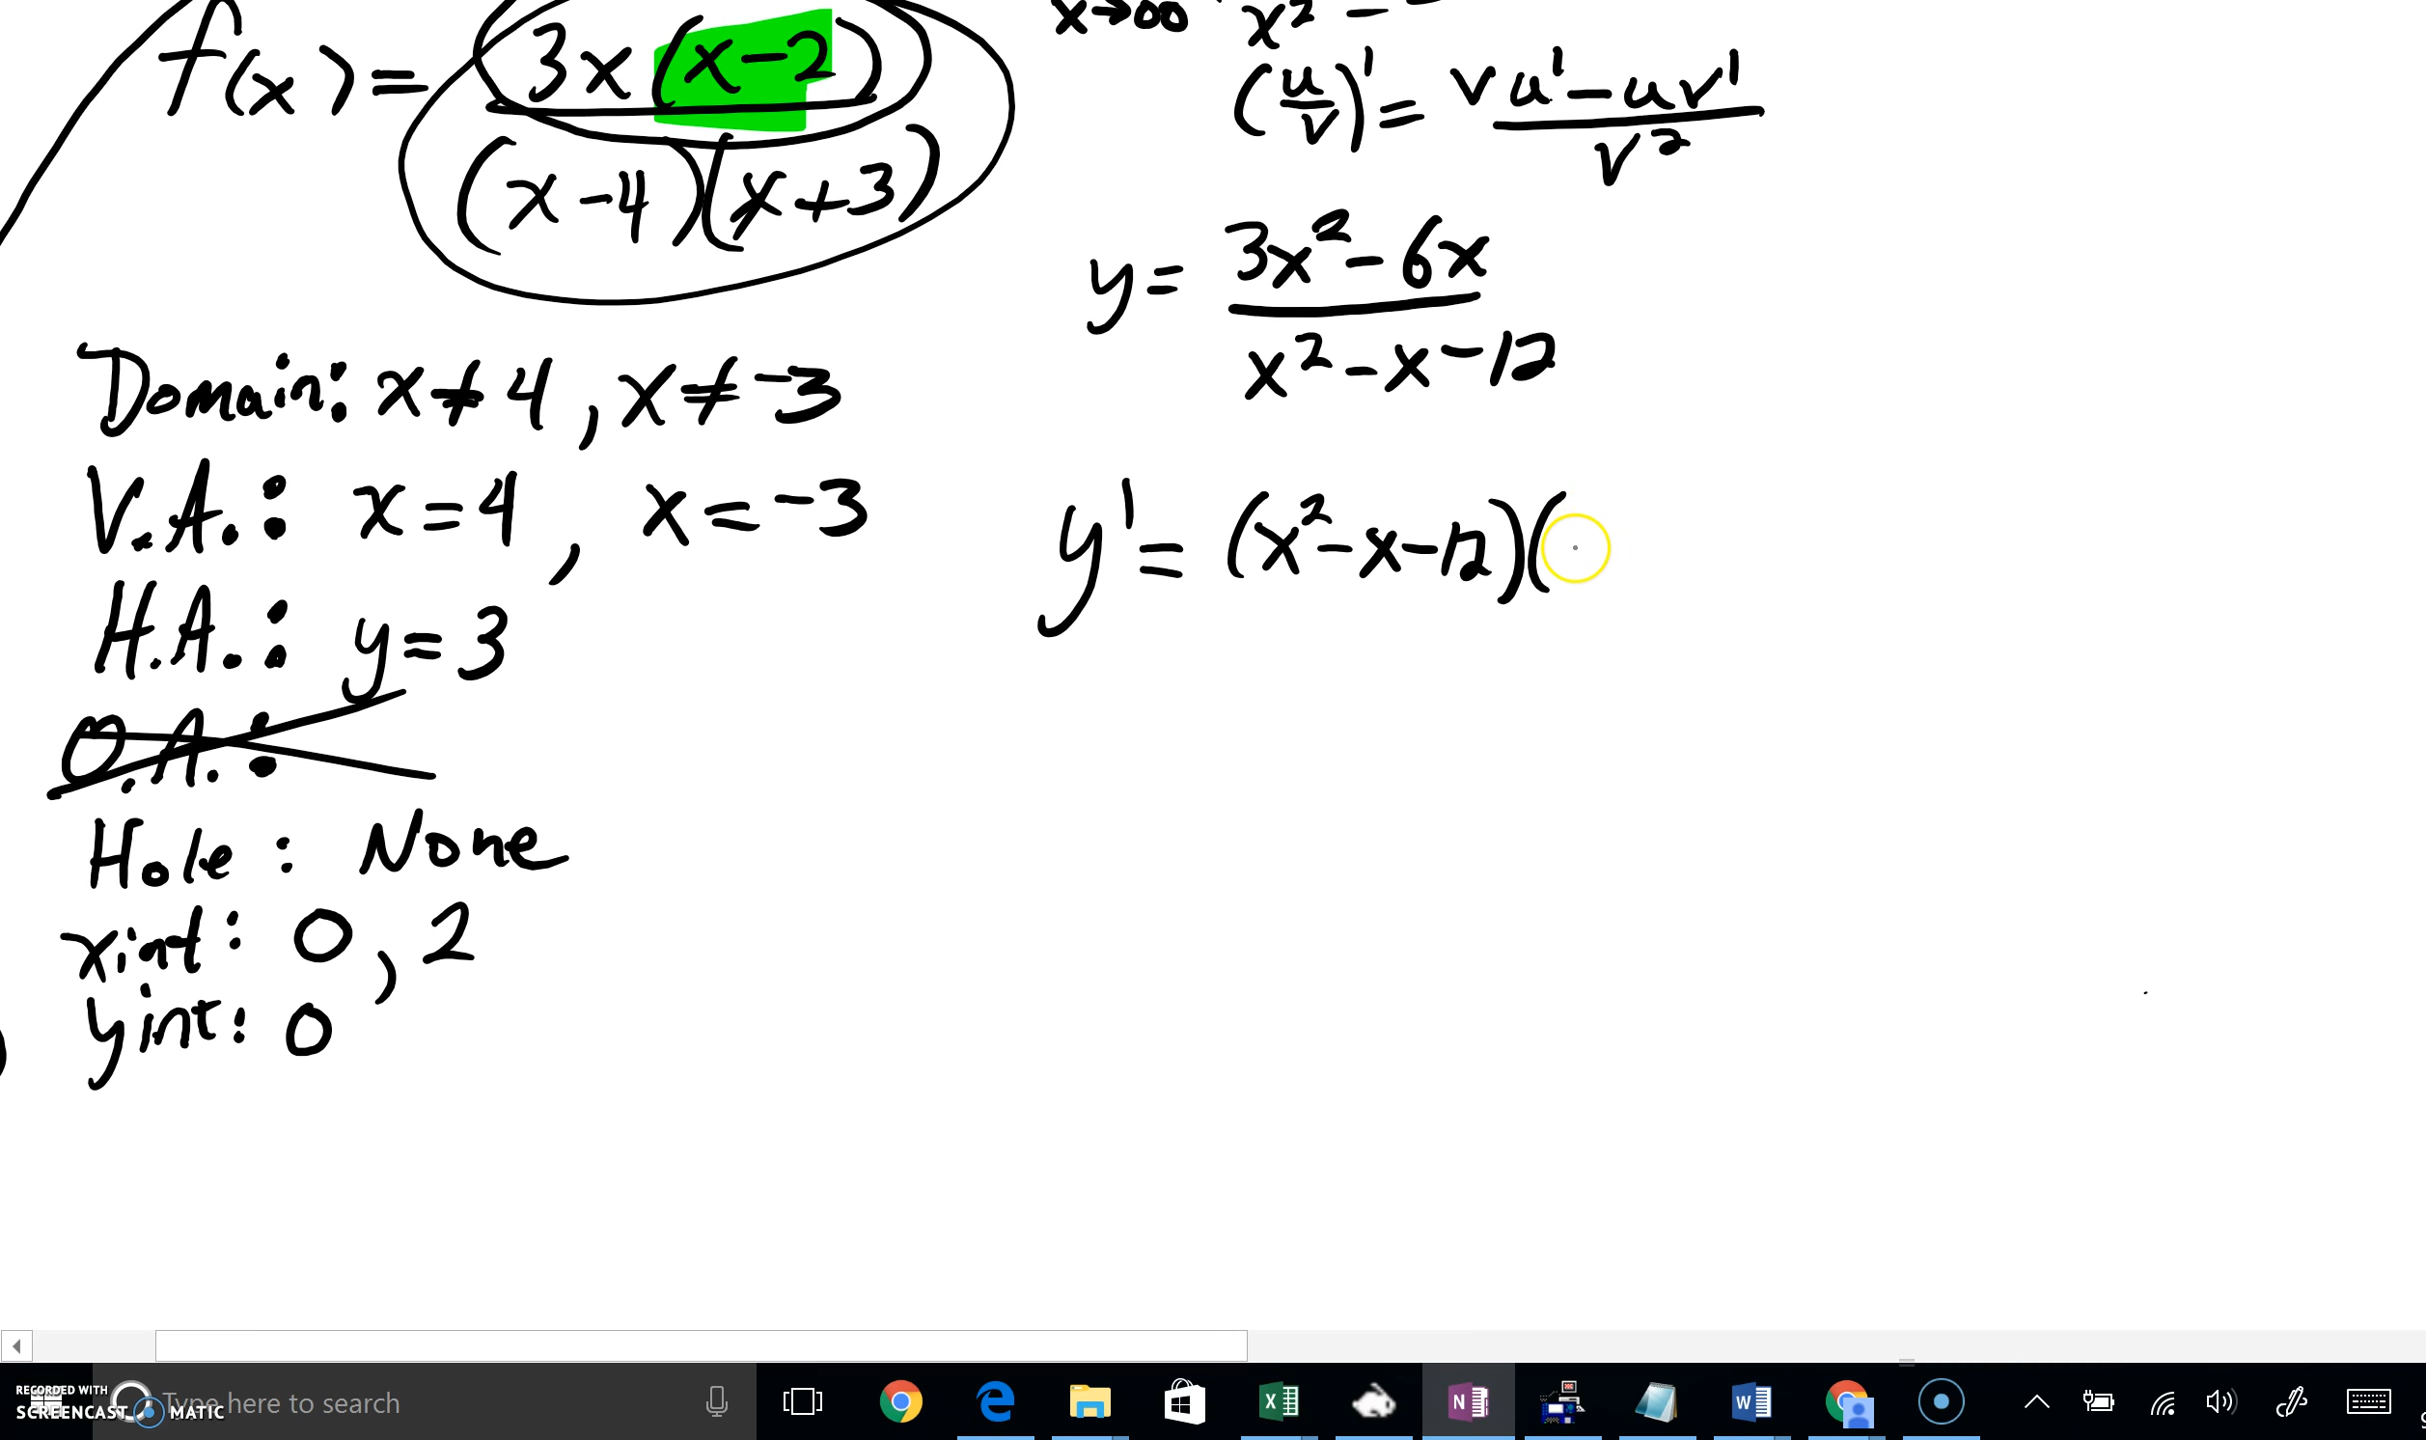 f(x) = 3x(x-2) / (x-4)(x+3)
Domain: x ≠ 4, x ≠ -3
V.A.: x = 4, x = -3
H.A.: y = 3
O.A.:
Hole: None
xint: 0, 2
yint: 0
x→∞ x² -
(u/v)' = vu' - uv' / v²
y = 3x² - 6x / x² - x - 12
y' = (x² - x - 12)(
RECORDED WITH
SCREENCAST MATIC
Type here to search